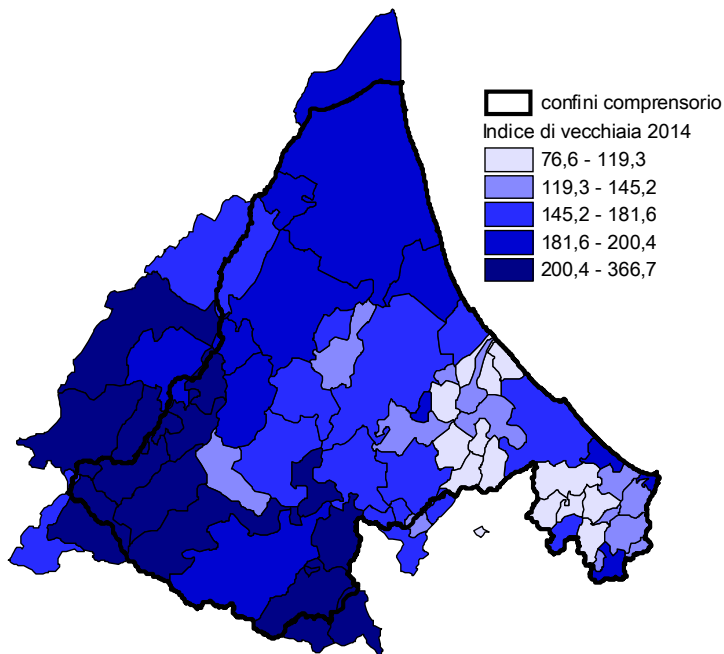 confini comprensorio
Indice di vecchiaia 2014
76,6 - 119,3
119,3 - 145,2
145,2 - 181,6
181,6 - 200,4
200,4 - 366,7